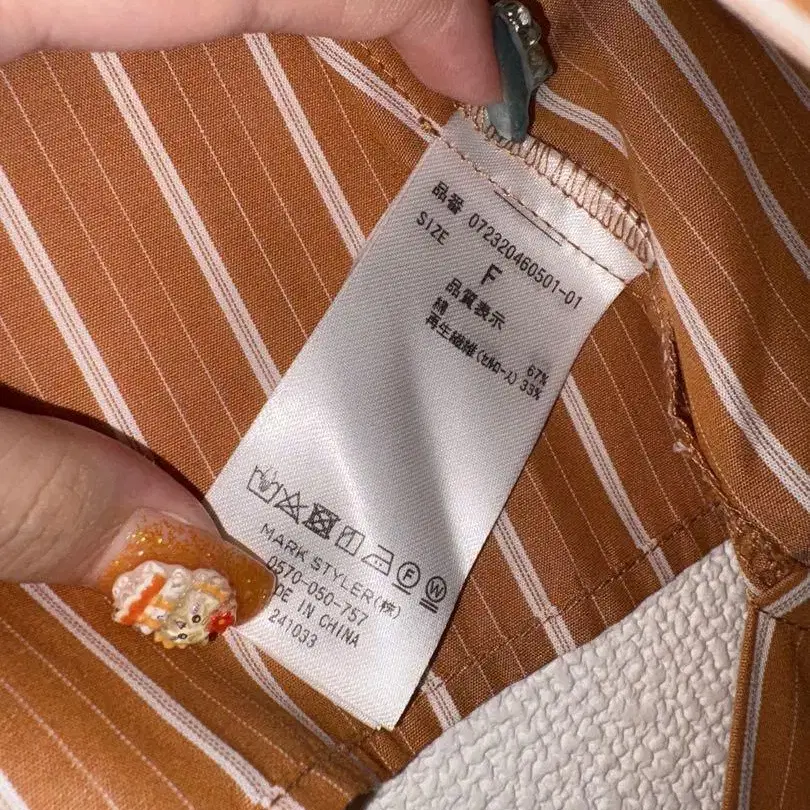 品番 072320460501-01
SIZE
F
品質表示
綿 67%
再生繊維(セルロース) 33%
MARK STYLER(株)
0570-050-757
DE IN CHINA
241033